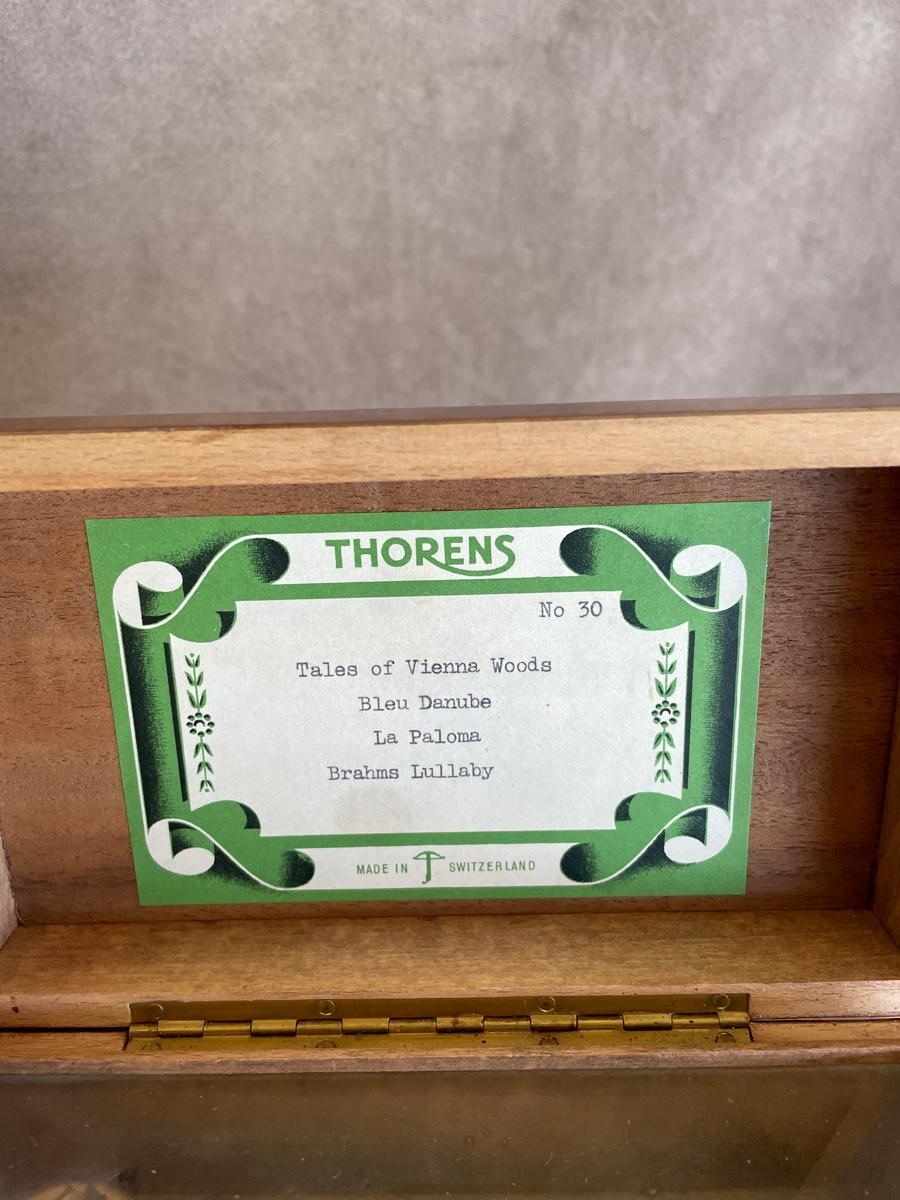 THORENS
No 30
Tales of Vienna Woods
Bleu Danube
La Paloma
Brahms Lullaby
MADE IN SWITZERLAND